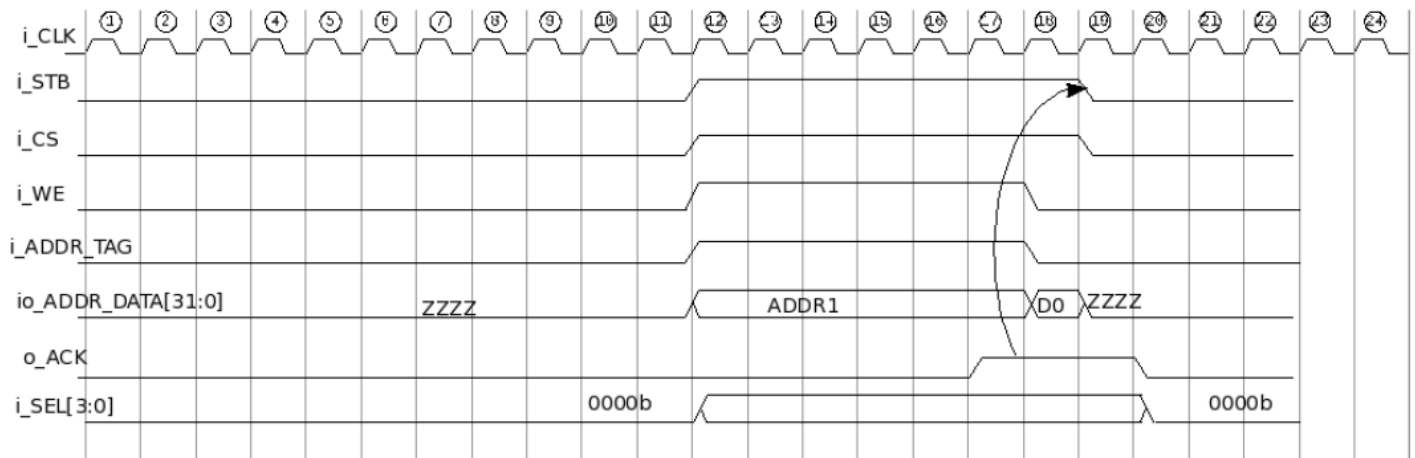 1 2 3 4 5 6 7 8 9 10 11 12 13 14 15 16 17 18 19 20 21 22 23 24
i_CLK
i_STB
i_CS
i_WE
i_ADDR_TAG
io_ADDR_DATA[31:0] ZZZZ ADDR1 D0 ZZZZ
o_ACK
i_SEL[3:0] 0000b 0000b